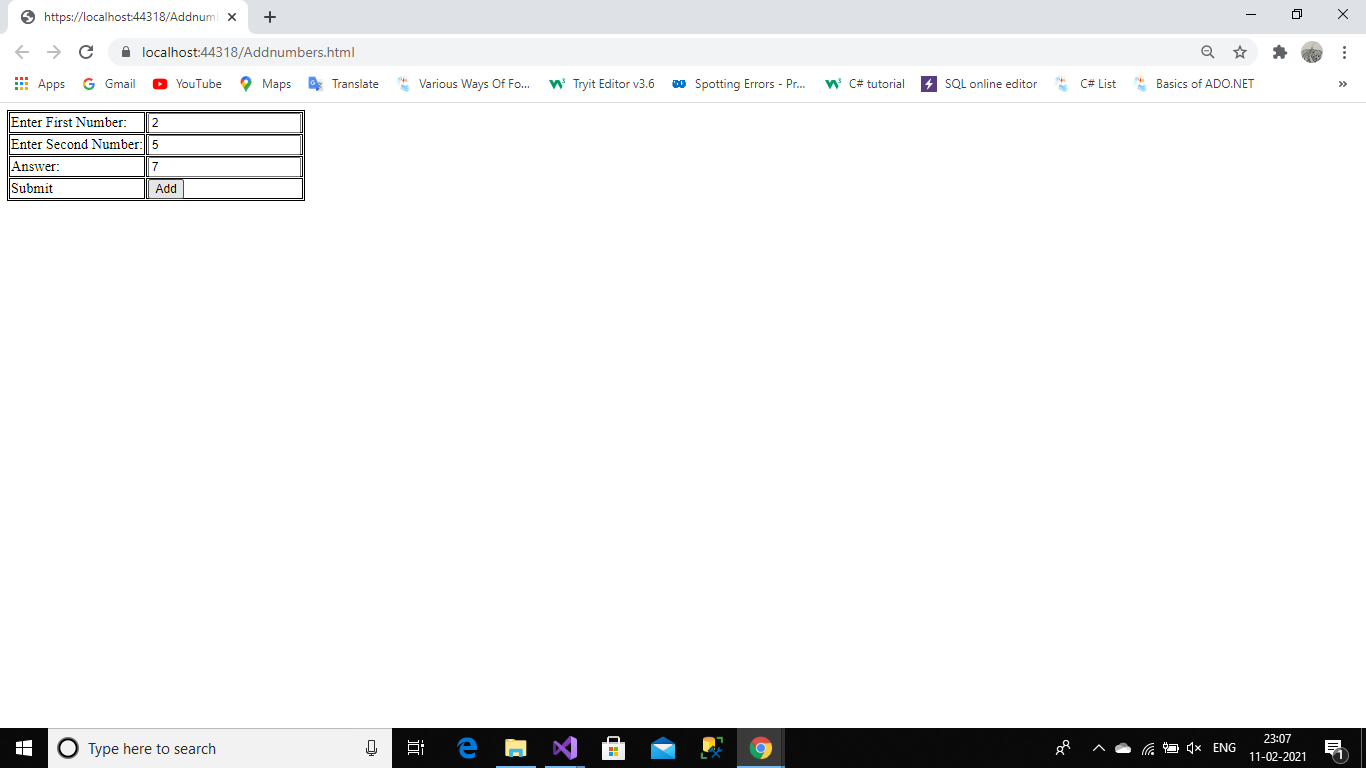 https://localhost:44318/Addnum
localhost:44318/Addnumbers.html
Apps Gmail YouTube Maps Translate Various Ways Of Fo... Tryit Editor v3.6 Spotting Errors - Pr... C# tutorial SQL online editor C# List Basics of ADO.NET »
Enter First Number: 2
Enter Second Number: 5
Answer: 7
Submit Add
Type here to search
ENG
23:07
11-02-2021
1